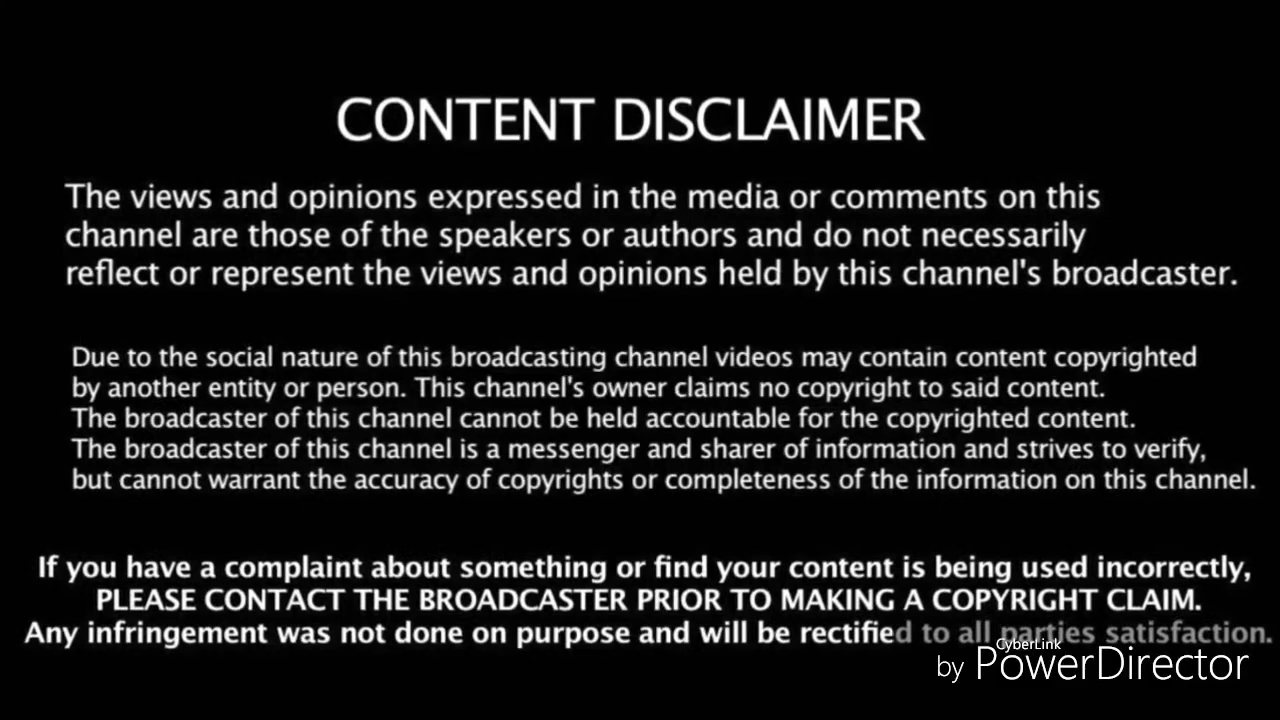 CONTENT DISCLAIMER
The views and opinions expressed in the media or comments on this
channel are those of the speakers or authors and do not necessarily
reflect or represent the views and opinions held by this channel's broadcaster.
Due to the social nature of this broadcasting channel videos may contain content copyrighted
by another entity or person. This channel's owner claims no copyright to said content.
The broadcaster of this channel cannot be held accountable for the copyrighted content.
The broadcaster of this channel is a messenger and sharer of information and strives to verify,
but cannot warrant the accuracy of copyrights or completeness of the information on this channel.
If you have a complaint about something or find your content is being used incorrectly,
PLEASE CONTACT THE BROADCASTER PRIOR TO MAKING A COPYRIGHT CLAIM.
Any infringement was not done on purpose and will be rectified to all parties satisfaction.
CyberLink
by PowerDirector